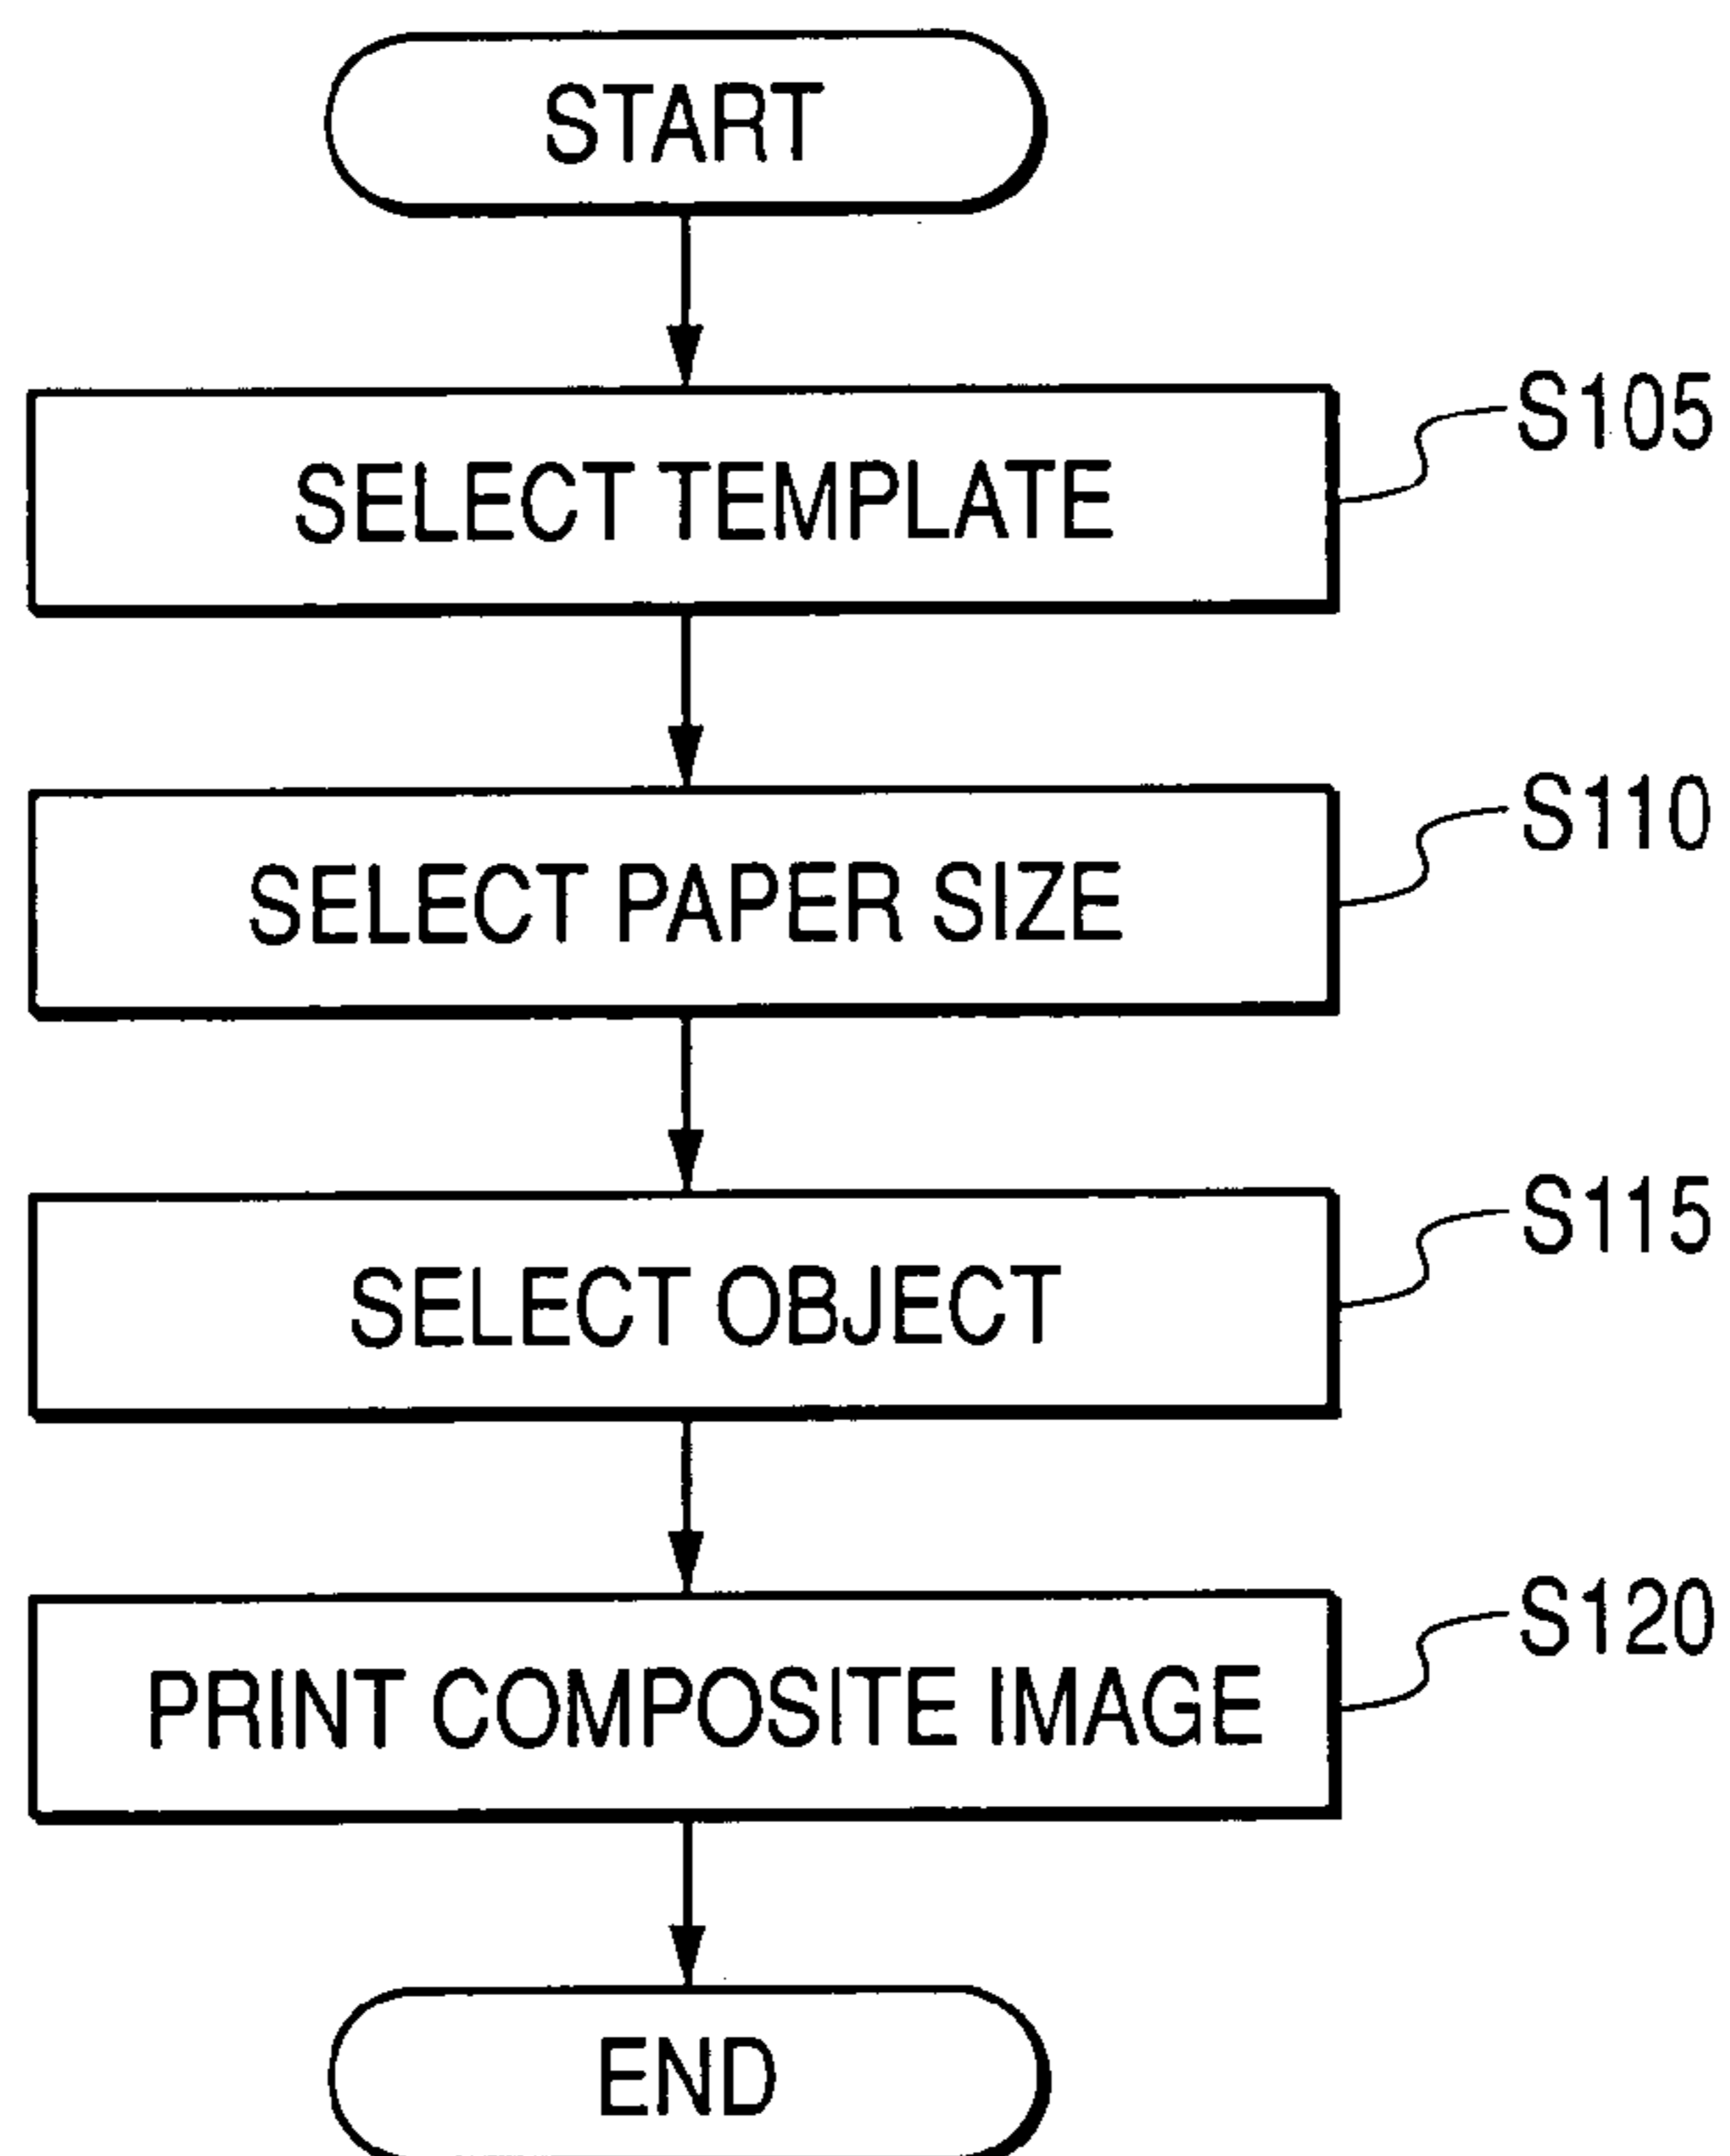 START
SELECT TEMPLATE
S105
SELECT PAPER SIZE
S110
SELECT OBJECT
S115
PRINT COMPOSITE IMAGE
S120
END